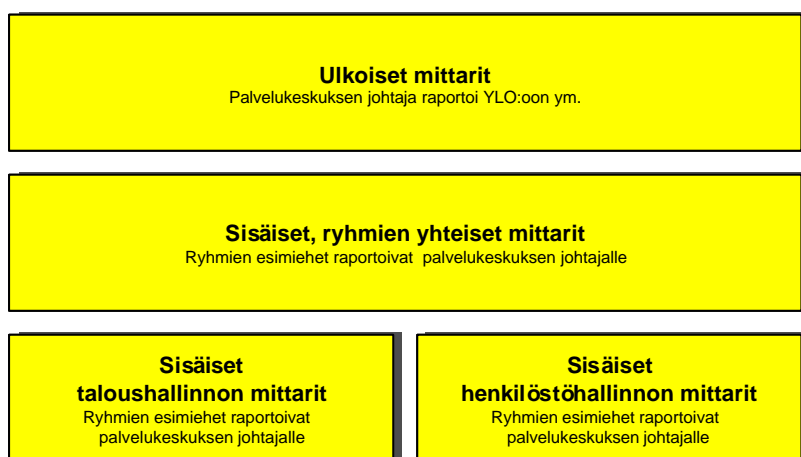 Ulkoiset mittarit
Palvelukeskuksen johtaja raportoi YLO:oon ym.
Sisäiset, ryhmien yhteiset mittarit
Ryhmien esimiehet raportoivat palvelukeskuksen johtajalle
Sisäiset
taloushallinnon mittarit
Ryhmien esimiehet raportoivat
palvelukeskuksen johtajalle
Sisäiset
henkilöstöhallinnon mittarit
Ryhmien esimiehet raportoivat
palvelukeskuksen johtajalle